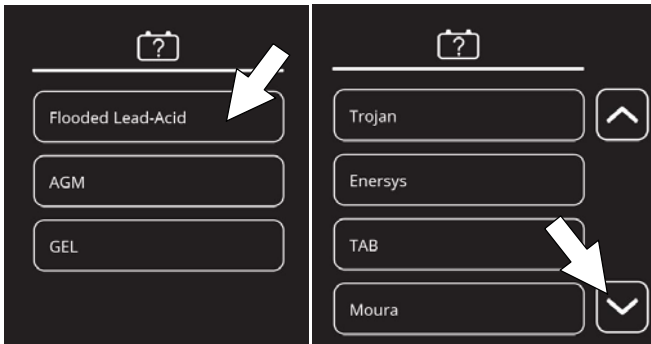 ?
Flooded Lead-Acid
AGM
GEL
?
Trojan
Enersys
TAB
Moura